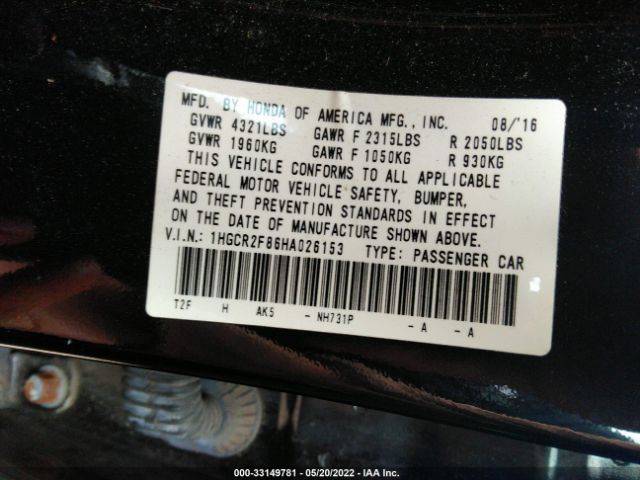 MFD. BY HONDA OF AMERICA MFG., INC. 08/'16
GVWR 4321LBS GAWR F 2315LBS R 2050LBS
GVWR 1960KG GAWR F 1050KG R 930KG
THIS VEHICLE CONFORMS TO ALL APPLICABLE
FEDERAL MOTOR VEHICLE SAFETY, BUMPER,
AND THEFT PREVENTION STANDARDS IN EFFECT
ON THE DATE OF MANUFACTURE SHOWN ABOVE.
V.I.N.: 1HGCR2F86HA026153 TYPE: PASSENGER CAR
T2F H AK5 - NH731P - A - A
000-33149781 - 05/20/2022 - IAA Inc.